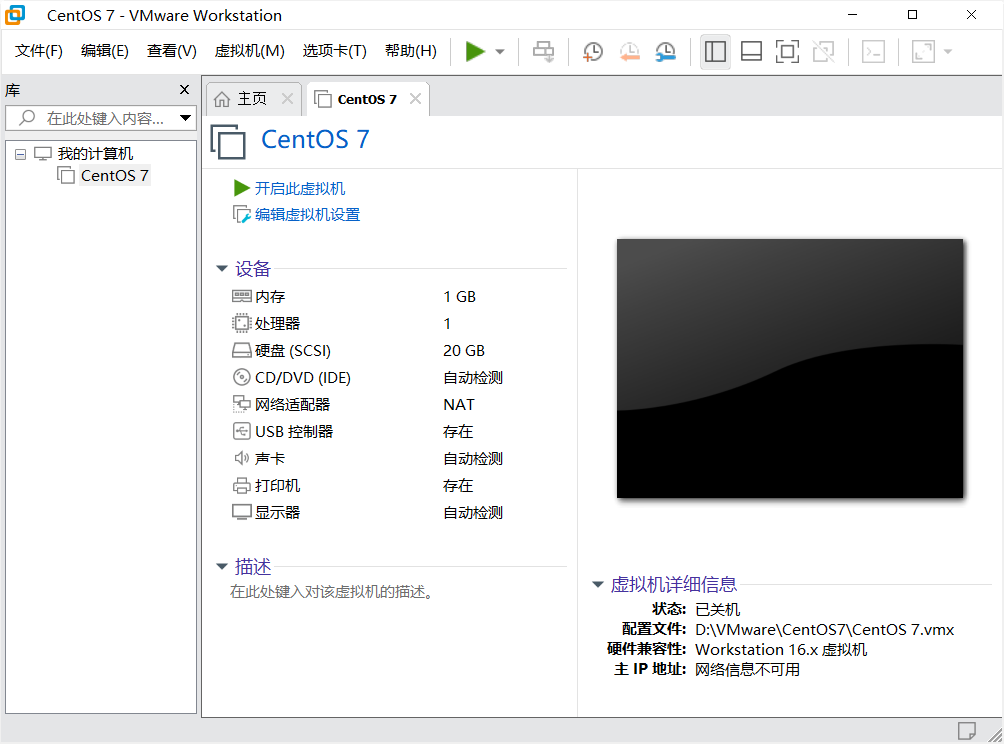 CentOS 7 - VMware Workstation
文件(F) 编辑(E) 查看(V) 虚拟机(M) 选项卡(T) 帮助(H)
库
在此处键入内容...
我的计算机
CentOS 7
主页
CentOS 7
CentOS 7
开启此虚拟机
编辑虚拟机设置
设备
内存 1 GB
处理器 1
硬盘 (SCSI) 20 GB
CD/DVD (IDE) 自动检测
网络适配器 NAT
USB 控制器 存在
声卡 自动检测
打印机 存在
显示器 自动检测
描述
在此处键入对该虚拟机的描述。
虚拟机详细信息
状态: 已关机
配置文件: D:\VMware\CentOS7\CentOS 7.vmx
硬件兼容性: Workstation 16.x 虚拟机
主 IP 地址: 网络信息不可用